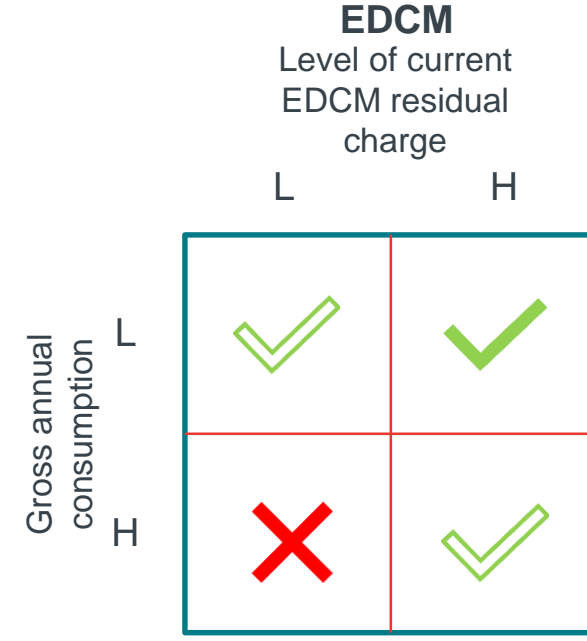 EDCM
Level of current
EDCM residual
charge
L H
Gross annual
consumption
L
H